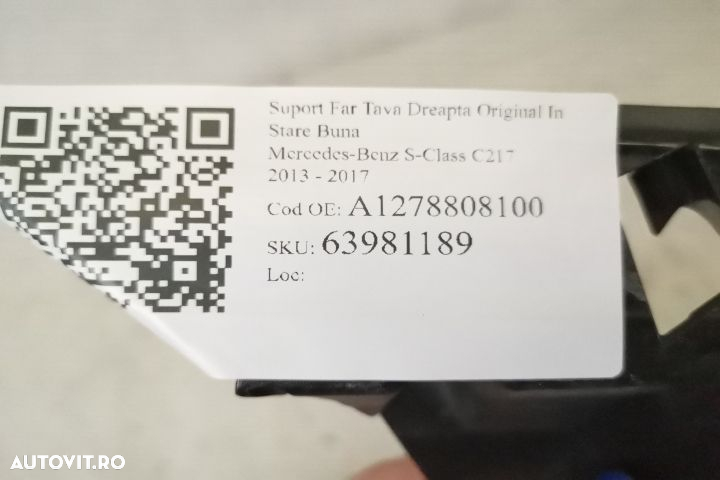 Suport Far Tava Dreapta Original In
Stare Buna
Mercedes-Benz S-Class C217
2013 - 2017
Cod OE: A1278808100
SKU: 63981189
Loc:
AUTOVIT.RO